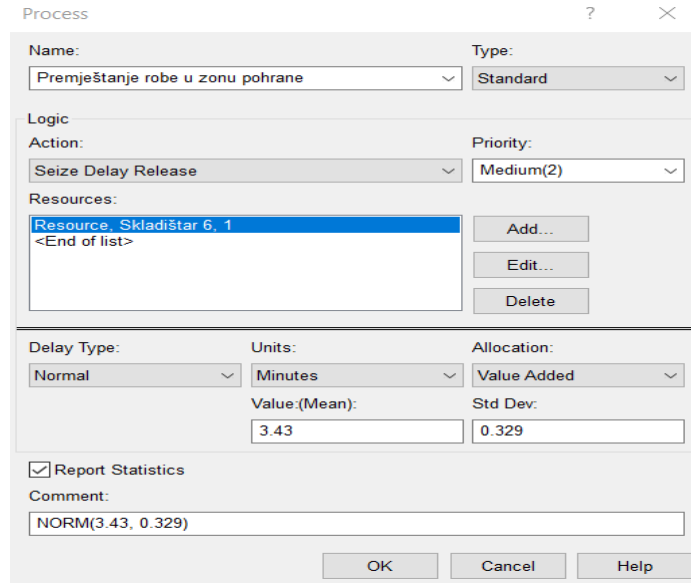 Process ? ×
Name: Type:
Premještanje robe u zonu pohrane Standard
Logic
Action: Priority:
Seize Delay Release Medium(2)
Resources:
Resource, Skladištar 6, 1
<End of list>
Add...
Edit...
Delete
Delay Type: Units: Allocation:
Normal Minutes Value Added
Value:(Mean): Std Dev:
3.43 0.329
Report Statistics
Comment:
NORM(3.43, 0.329)
OK Cancel Help